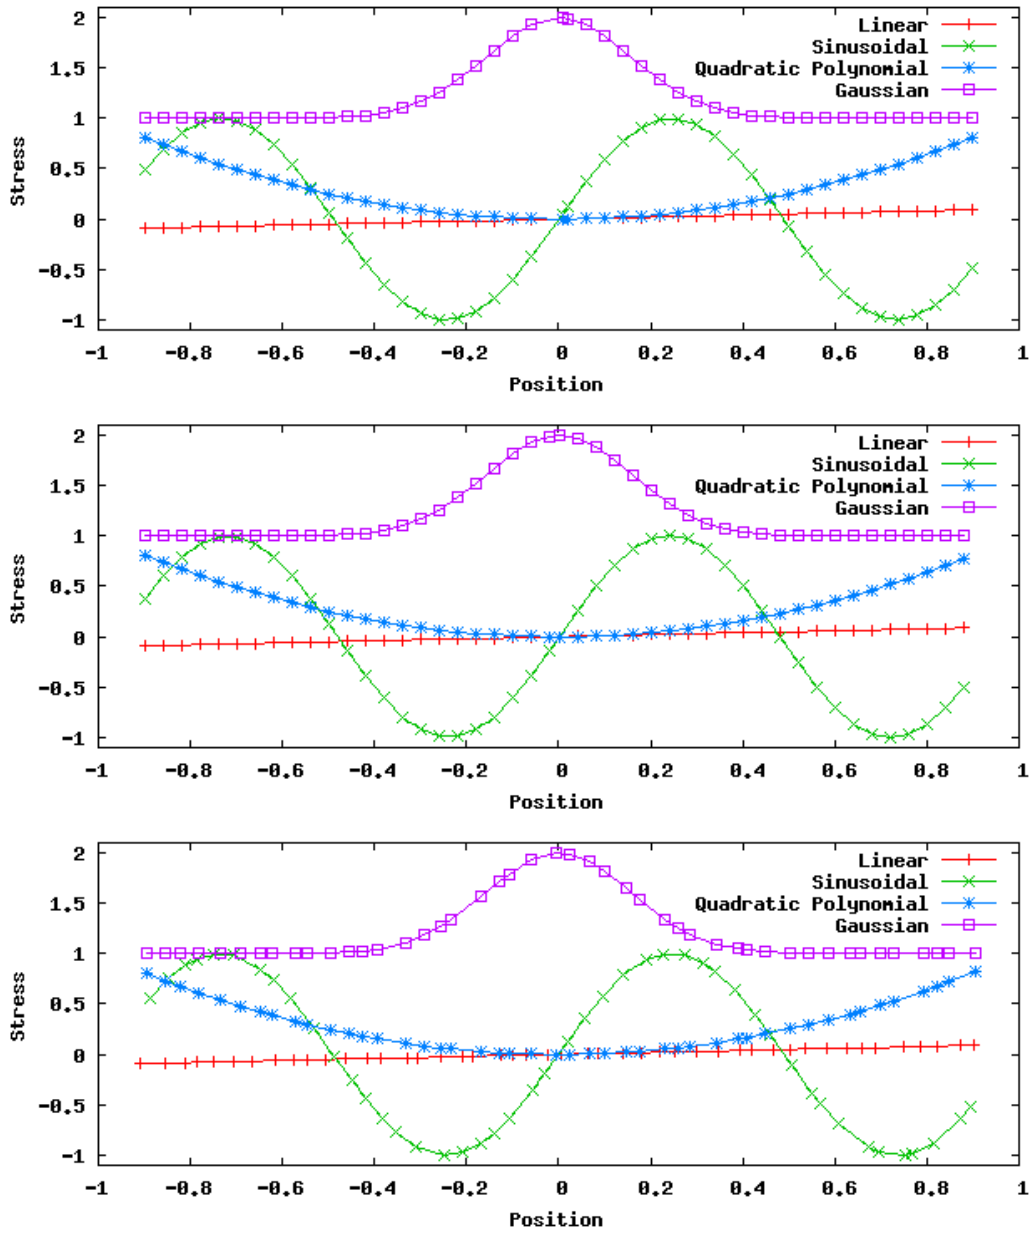 2
Linear
Sinusoidal
1.5
Quadratic Polynomial
Gaussian
1
0.5
0
-0.5
-1
Stress
-1 -0.8 -0.6 -0.4 -0.2 0 0.2 0.4 0.6 0.8 1
Position
2
Linear
Sinusoidal
1.5
Quadratic Polynomial
Gaussian
1
0.5
0
-0.5
-1
Stress
-1 -0.8 -0.6 -0.4 -0.2 0 0.2 0.4 0.6 0.8 1
Position
2
Linear
Sinusoidal
1.5
Quadratic Polynomial
Gaussian
1
0.5
0
-0.5
-1
Stress
-1 -0.8 -0.6 -0.4 -0.2 0 0.2 0.4 0.6 0.8 1
Position